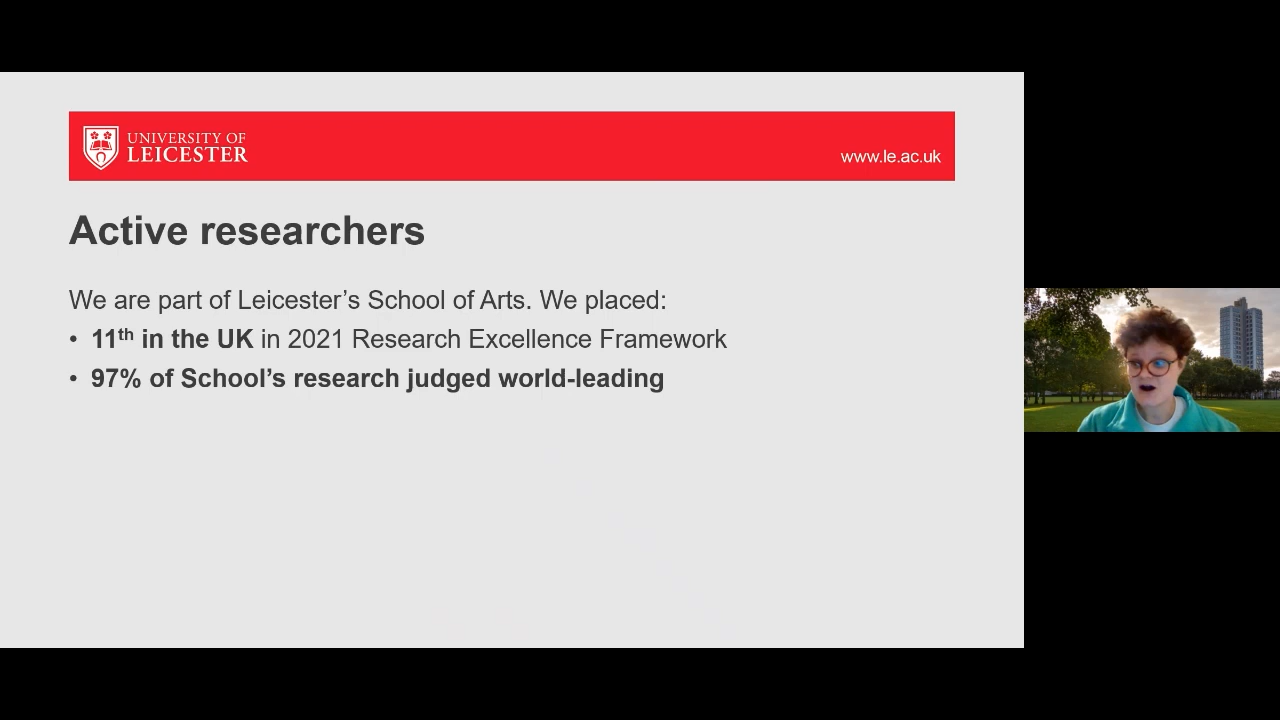 UNIVERSITY OF
LEICESTER
www.le.ac.uk
Active researchers
We are part of Leicester’s School of Arts. We placed:
• 11th in the UK in 2021 Research Excellence Framework
• 97% of School’s research judged world-leading